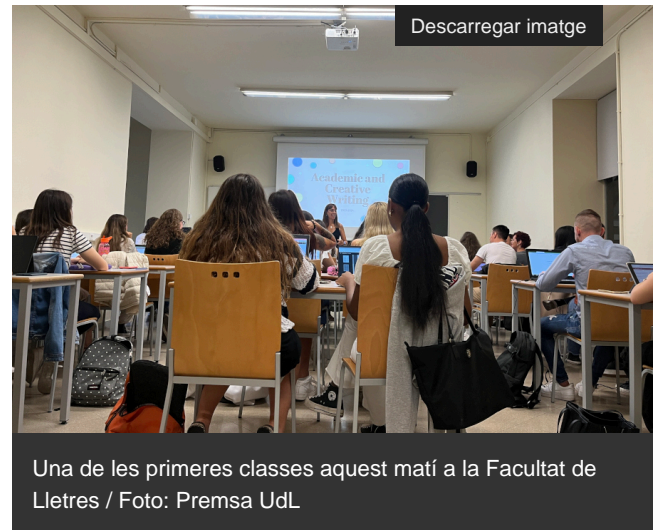 Descarregar imatge
Academic and
Creative
Writing
Una de les primeres classes aquest matí a la Facultat de
Lletres / Foto: Premsa UdL